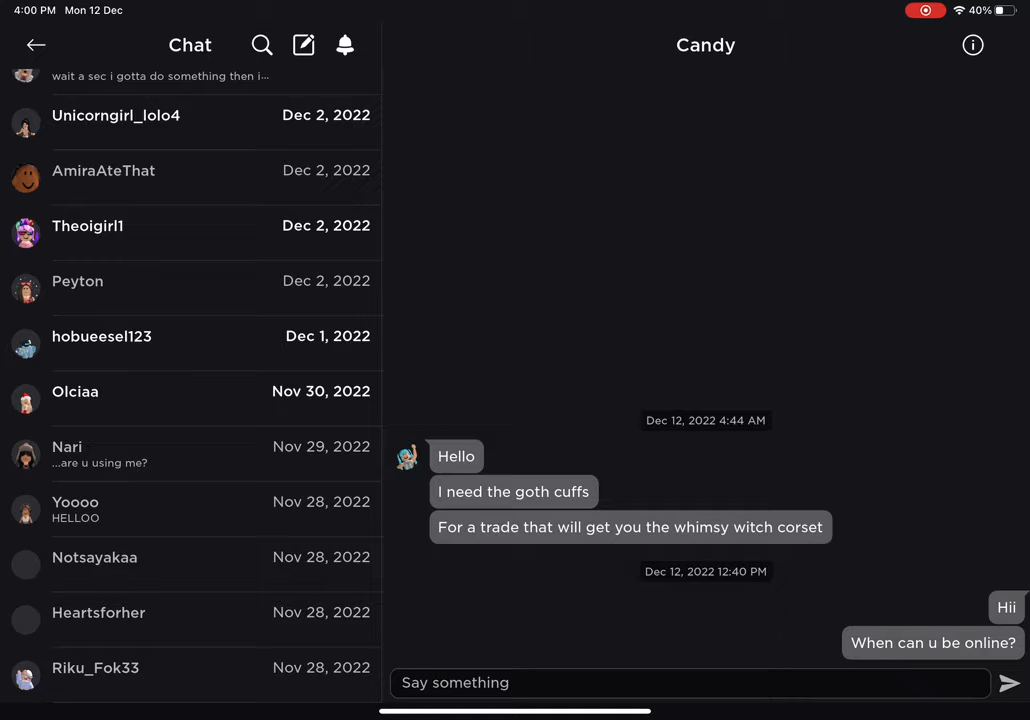 4:00 PM Mon 12 Dec
40%
Chat
wait a sec i gotta do something then i...
Unicorngirl_lolo4 Dec 2, 2022
AmiraAteThat Dec 2, 2022
Theoigirl1 Dec 2, 2022
Peyton Dec 2, 2022
hobueesel123 Dec 1, 2022
Olciaa Nov 30, 2022
Nari Nov 29, 2022
...are u using me?
Yoooo Nov 28, 2022
HELLOO
Notsayakaa Nov 28, 2022
Heartsforher Nov 28, 2022
Riku_Fok33 Nov 28, 2022
Candy
Dec 12, 2022 4:44 AM
Hello
I need the goth cuffs
For a trade that will get you the whimsy witch corset
Dec 12, 2022 12:40 PM
Hii
When can u be online?
Say something